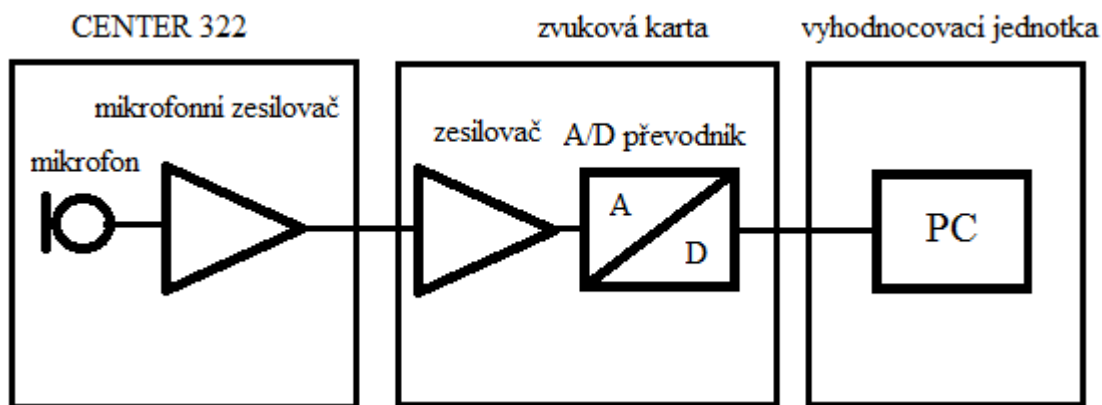 CENTER 322
zvuková karta
vyhodnocovací jednotka
mikrofonní zesilovač
zesilovač
A/D převodník
mikrofon
A
D
PC